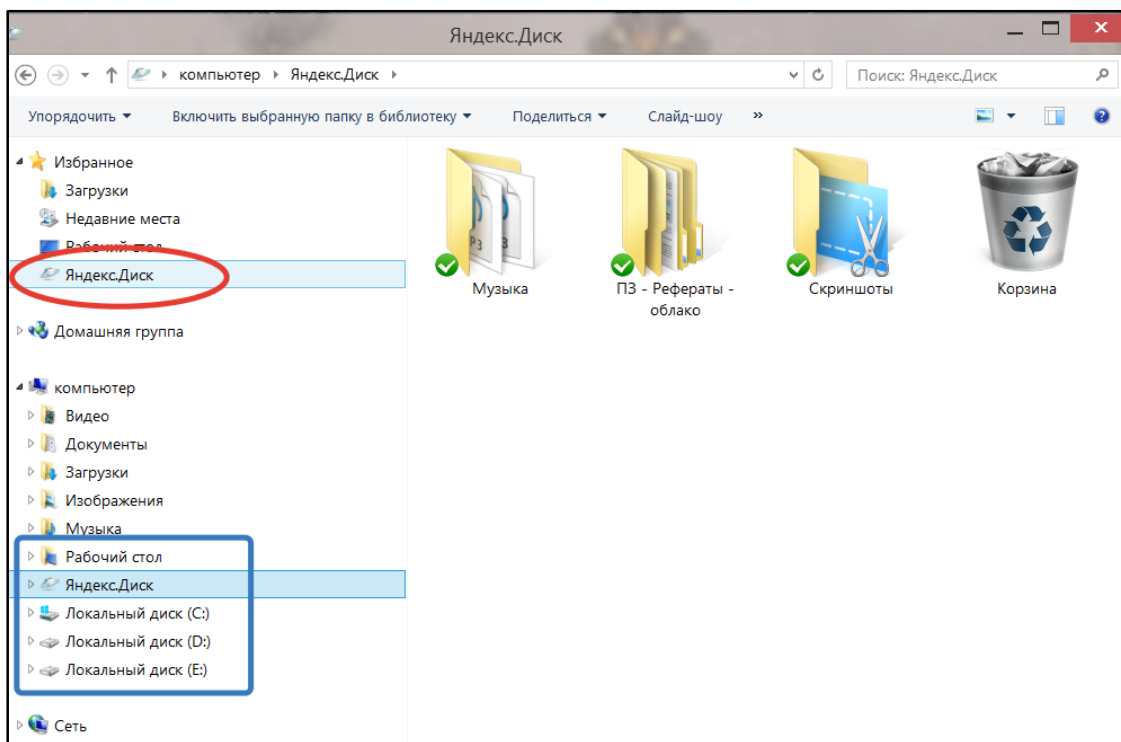 Яндекс.Диск
компьютер Яндекс.Диск
Поиск: Яндекс.Диск
Упорядочить Включить выбранную папку в библиотеку Поделиться Слайд-шоу »
Избранное
Загрузки
Недавние места
Рабочий стол
Яндекс.Диск
Домашняя группа
компьютер
Видео
Документы
Загрузки
Изображения
Музыка
Рабочий стол
Яндекс.Диск
Локальный диск (C:)
Локальный диск (D:)
Локальный диск (E:)
Сеть
Музыка
ПЗ - Рефераты -
облако
Скриншоты
Корзина